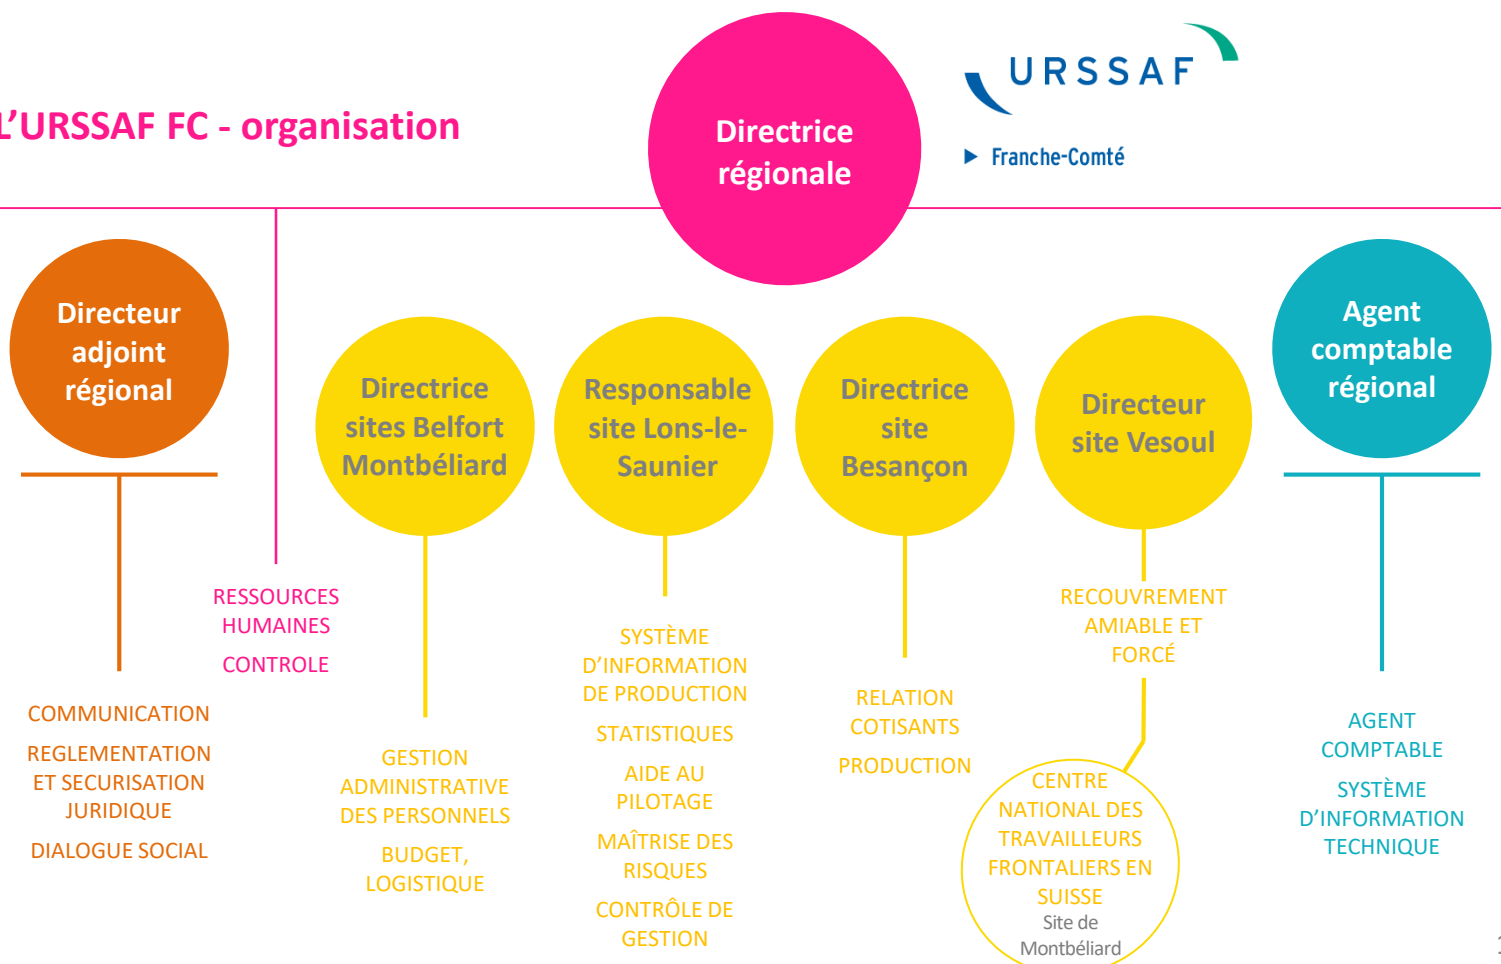 L'URSSAF FC - organisation
Directrice
régionale
URSSAF
Franche-Comté
Directeur
adjoint
régional
COMMUNICATION
REGLEMENTATION
ET SECURISATION
JURIDIQUE
DIALOGUE SOCIAL
RESSOURCES
HUMAINES
CONTROLE
Directrice
sites Belfort
Montbéliard
GESTION
ADMINISTRATIVE
DES PERSONNELS
BUDGET,
LOGISTIQUE
Responsable
site Lons-le-
Saunier
SYSTÈME
D'INFORMATION
DE PRODUCTION
STATISTIQUES
AIDE AU
PILOTAGE
MAÎTRISE DES
RISQUES
CONTRÔLE DE
GESTION
Directrice
site
Besançon
RELATION
COTISANTS
PRODUCTION
Directeur
site Vesoul
RECOUVREMENT
AMIABLE ET
FORCÉ
CENTRE
NATIONAL DES
TRAVAILLEURS
FRONTALIERS EN
SUISSE
Site de
Montbéliard
Agent
comptable
régional
AGENT
COMPTABLE
SYSTÈME
D'INFORMATION
TECHNIQUE